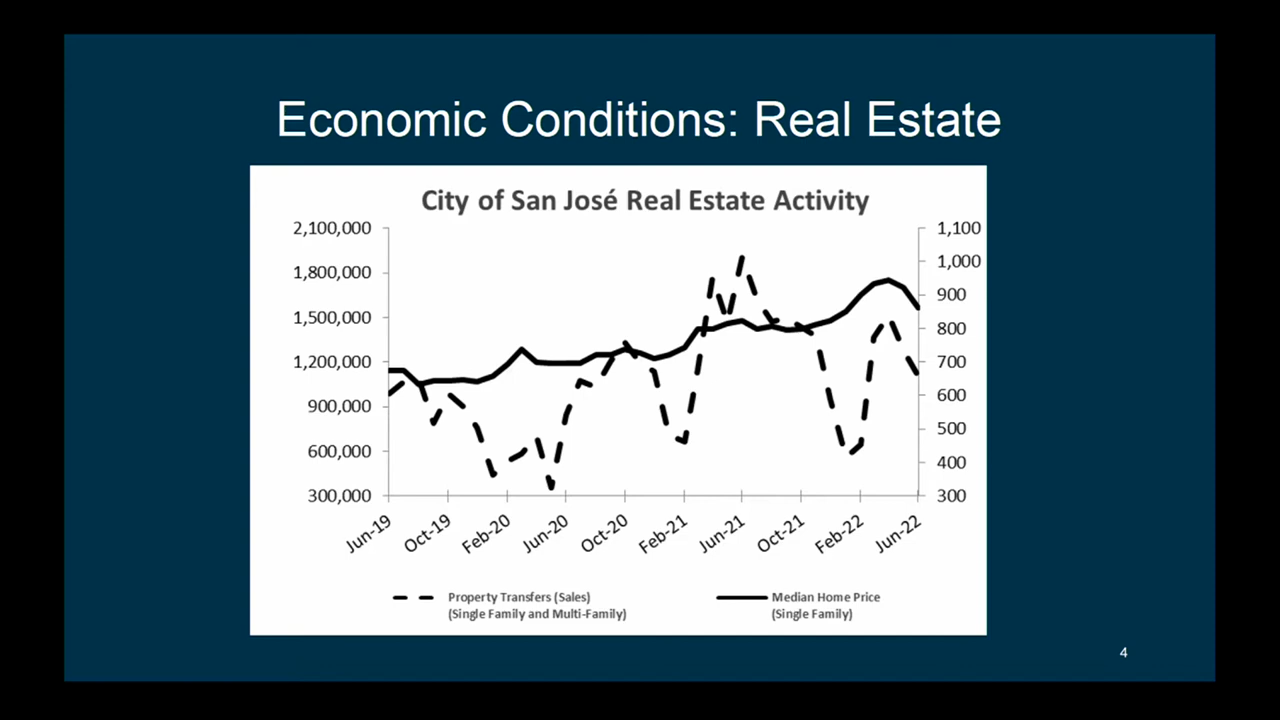 Economic Conditions: Real Estate
City of San José Real Estate Activity
2,100,000
1,800,000
1,500,000
1,200,000
900,000
600,000
300,000
1,100
1,000
900
800
700
600
500
400
300
Jun-19
Oct-19
Feb-20
Jun-20
Oct-20
Feb-21
Jun-21
Oct-21
Feb-22
Jun-22
Property Transfers (Sales)
(Single Family and Multi-Family)
Median Home Price
(Single Family)
4